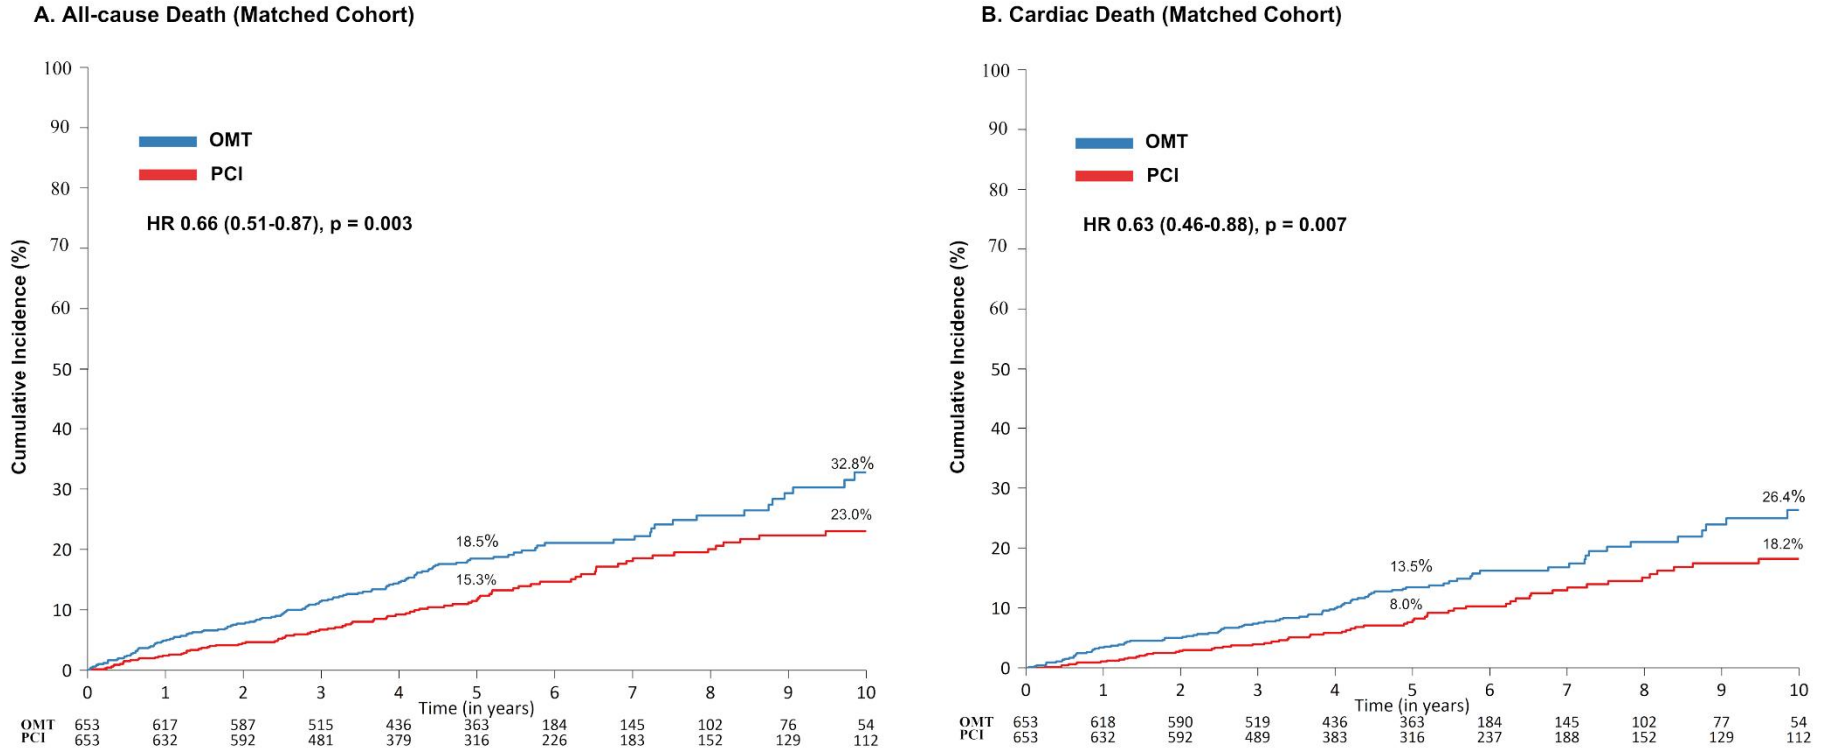 A. All-cause Death (Matched Cohort)
100
90
80
70
60
50
40
30
20
10
0
Cumulative Incidence (%)
OMT
PCI
HR 0.66 (0.51-0.87), p = 0.003
18.5%
15.3%
32.8%
23.0%
0 1 2 3 4 5 6 7 8 9 10
Time (in years)
OMT 653 617 587 515 436 363 184 145 102 76 54
PCI 653 632 592 481 379 316 226 183 152 129 112
B. Cardiac Death (Matched Cohort)
100
90
80
70
60
50
40
30
20
10
0
Cumulative Incidence (%)
OMT
PCI
HR 0.63 (0.46-0.88), p = 0.007
13.5%
8.0%
26.4%
18.2%
0 1 2 3 4 5 6 7 8 9 10
Time (in years)
OMT 653 618 590 519 436 363 184 145 102 77 54
PCI 653 632 592 489 383 316 237 188 152 129 112